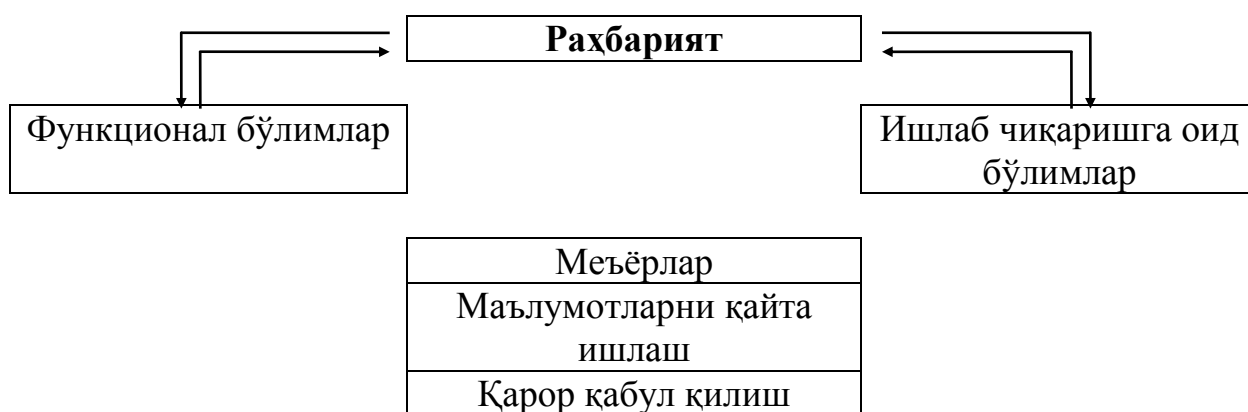 Раҳбарият
Функционал бўлимлар
Ишлаб чиқаришга оид
бўлимлар
Меъёрлар
Маълумотларни қайта
ишлаш
Қарор қабул қилиш